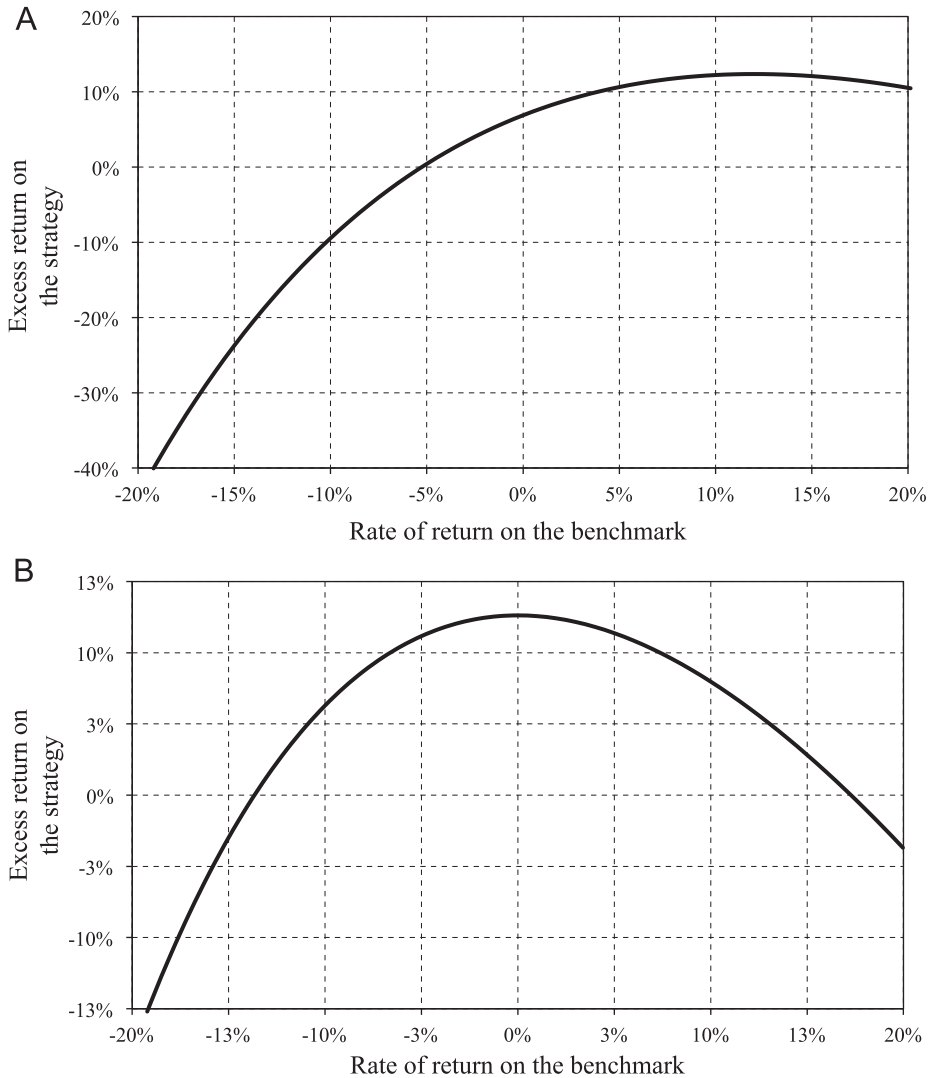 A
20%
10%
0%
-10%
-20%
-30%
-40%
Excess return on
the strategy
-20% -15% -10% -5% 0% 5% 10% 15% 20%
Rate of return on the benchmark
B
13%
10%
3%
0%
-3%
-10%
-13%
Excess return on
the strategy
-20% -13% -10% -3% 0% 3% 10% 13% 20%
Rate of return on the benchmark